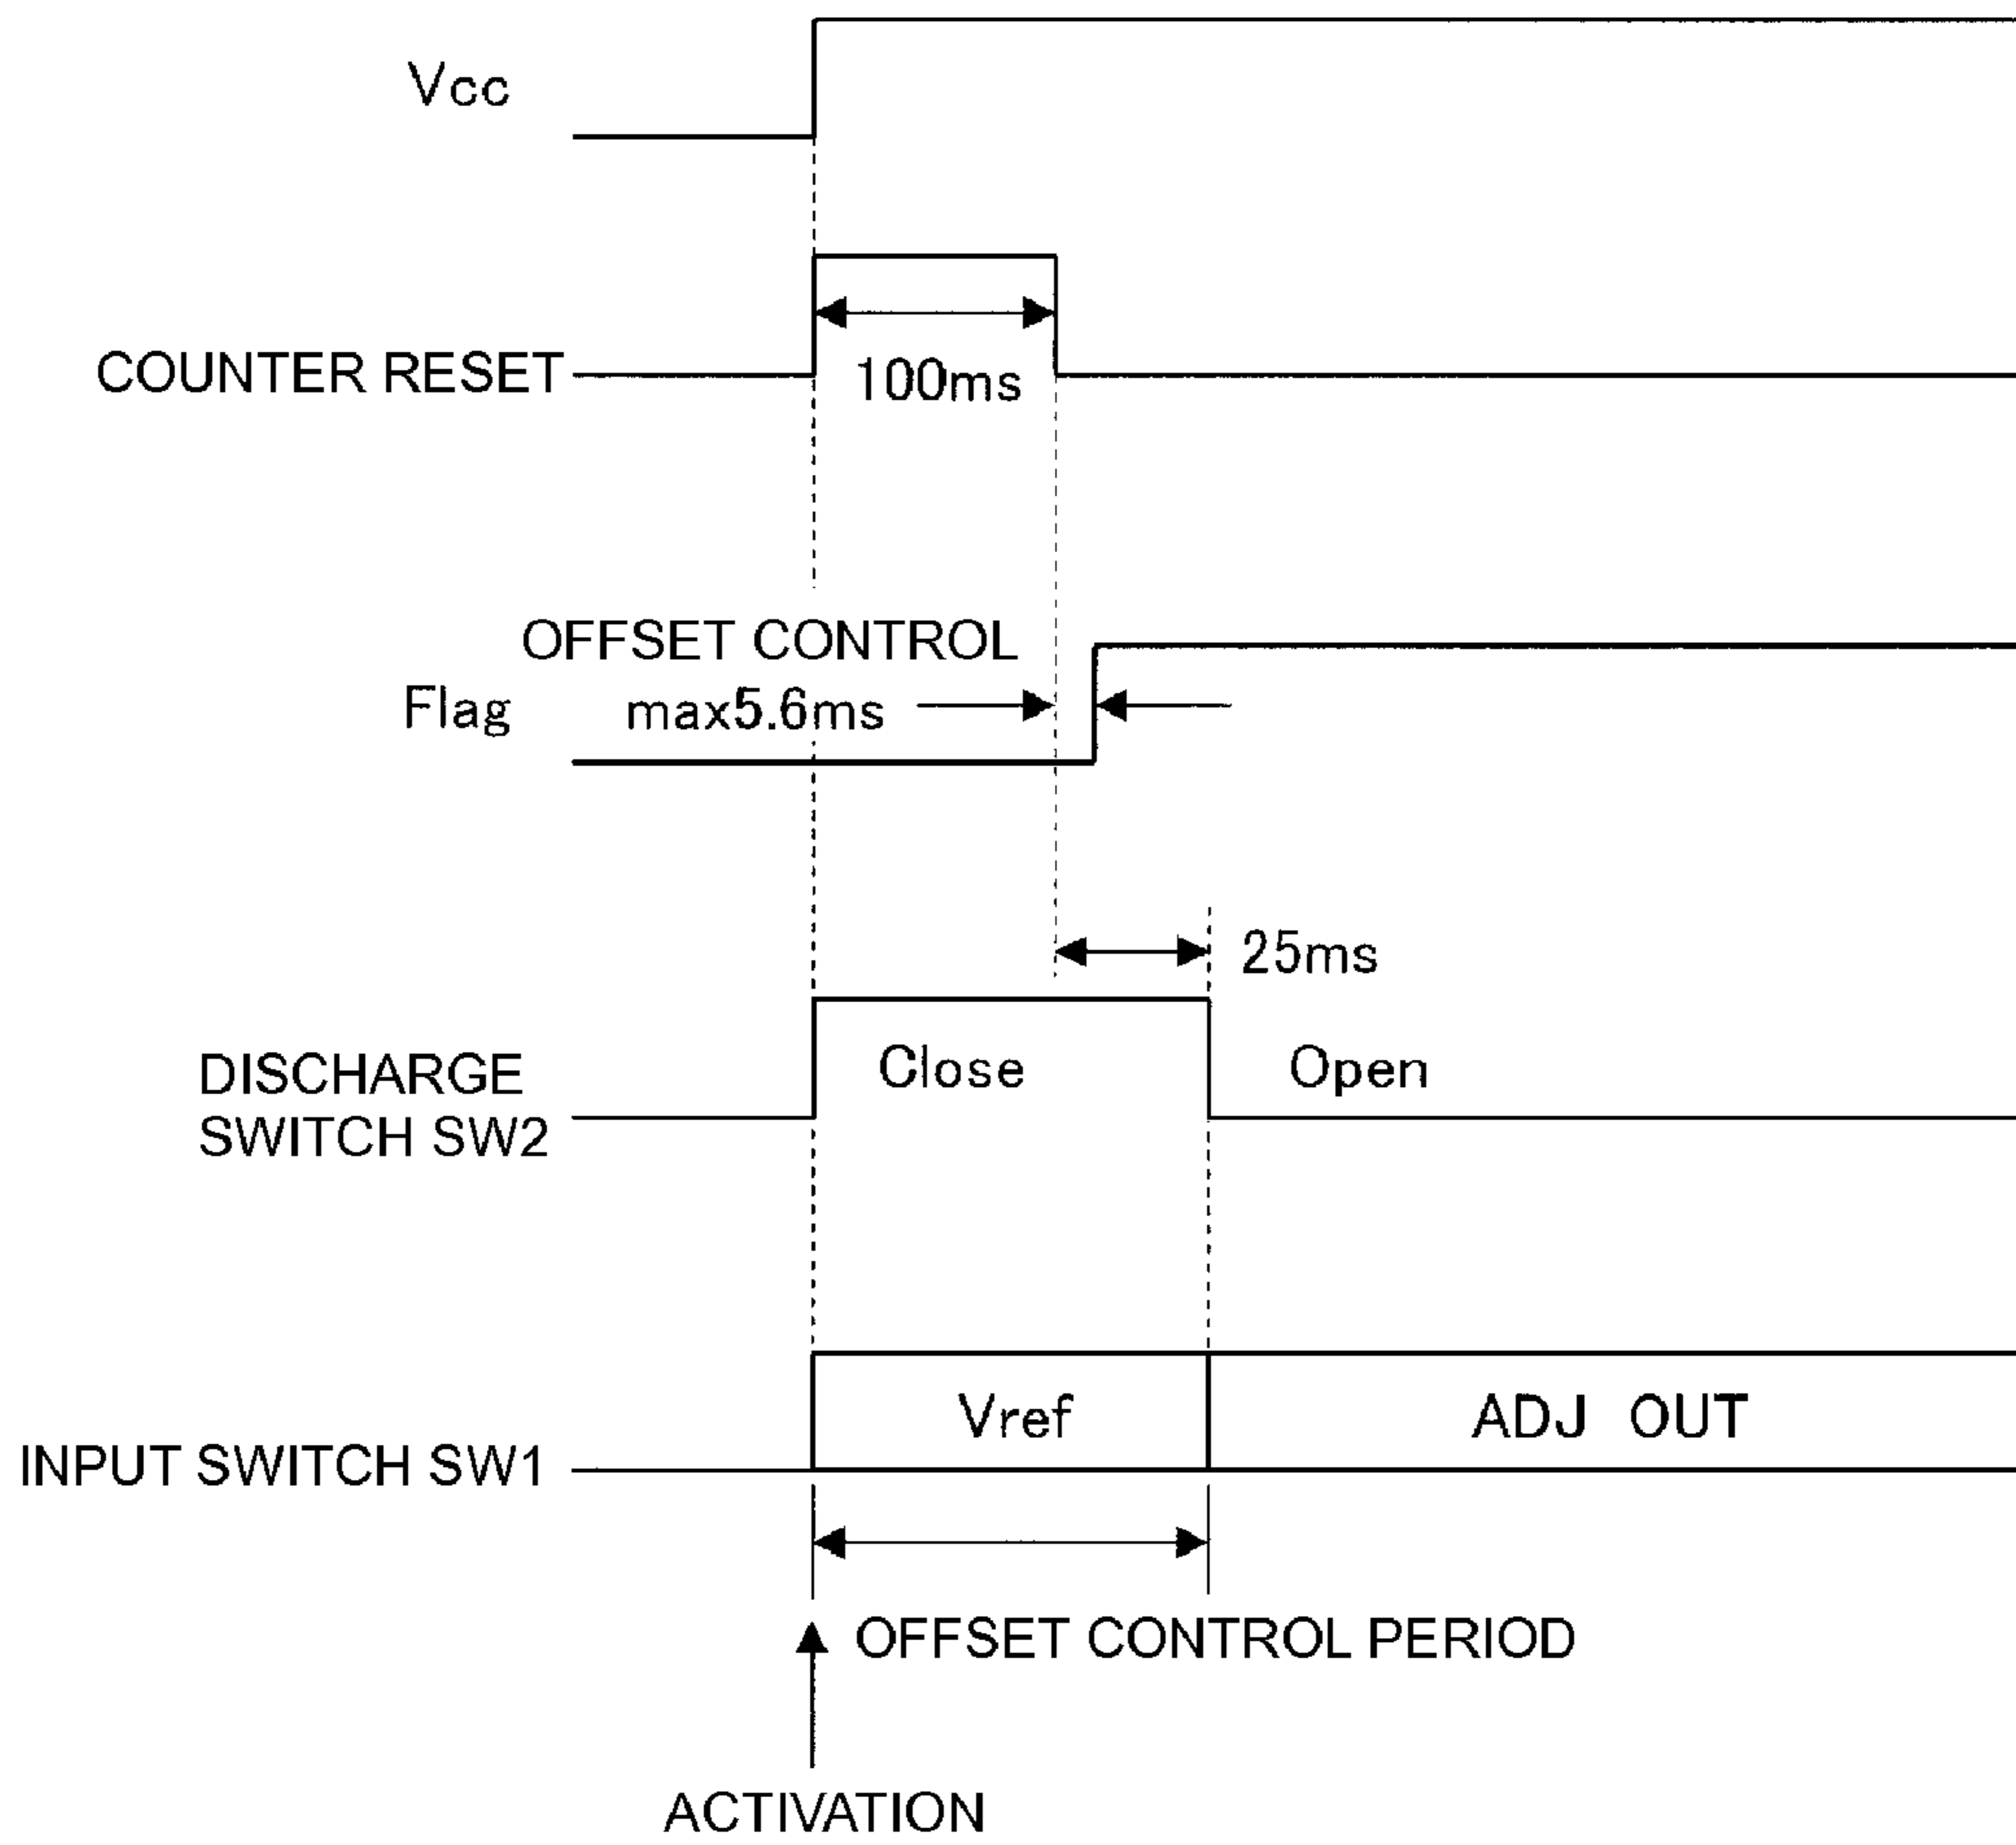 Vcc
COUNTER RESET
100ms
OFFSET CONTROL
Flag
max5.6ms
25ms
Close
Open
DISCHARGE
SWITCH SW2
Vref
ADJ OUT
INPUT SWITCH SW1
OFFSET CONTROL PERIOD
ACTIVATION